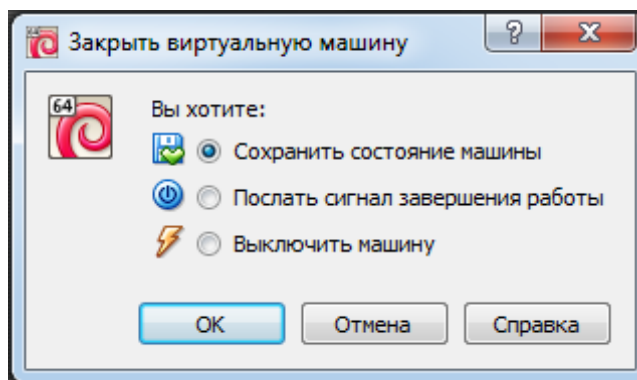 Закрыть виртуальную машину
64
Вы хотите:
Сохранить состояние машины
Послать сигнал завершения работы
Выключить машину
OK
Отмена
Справка